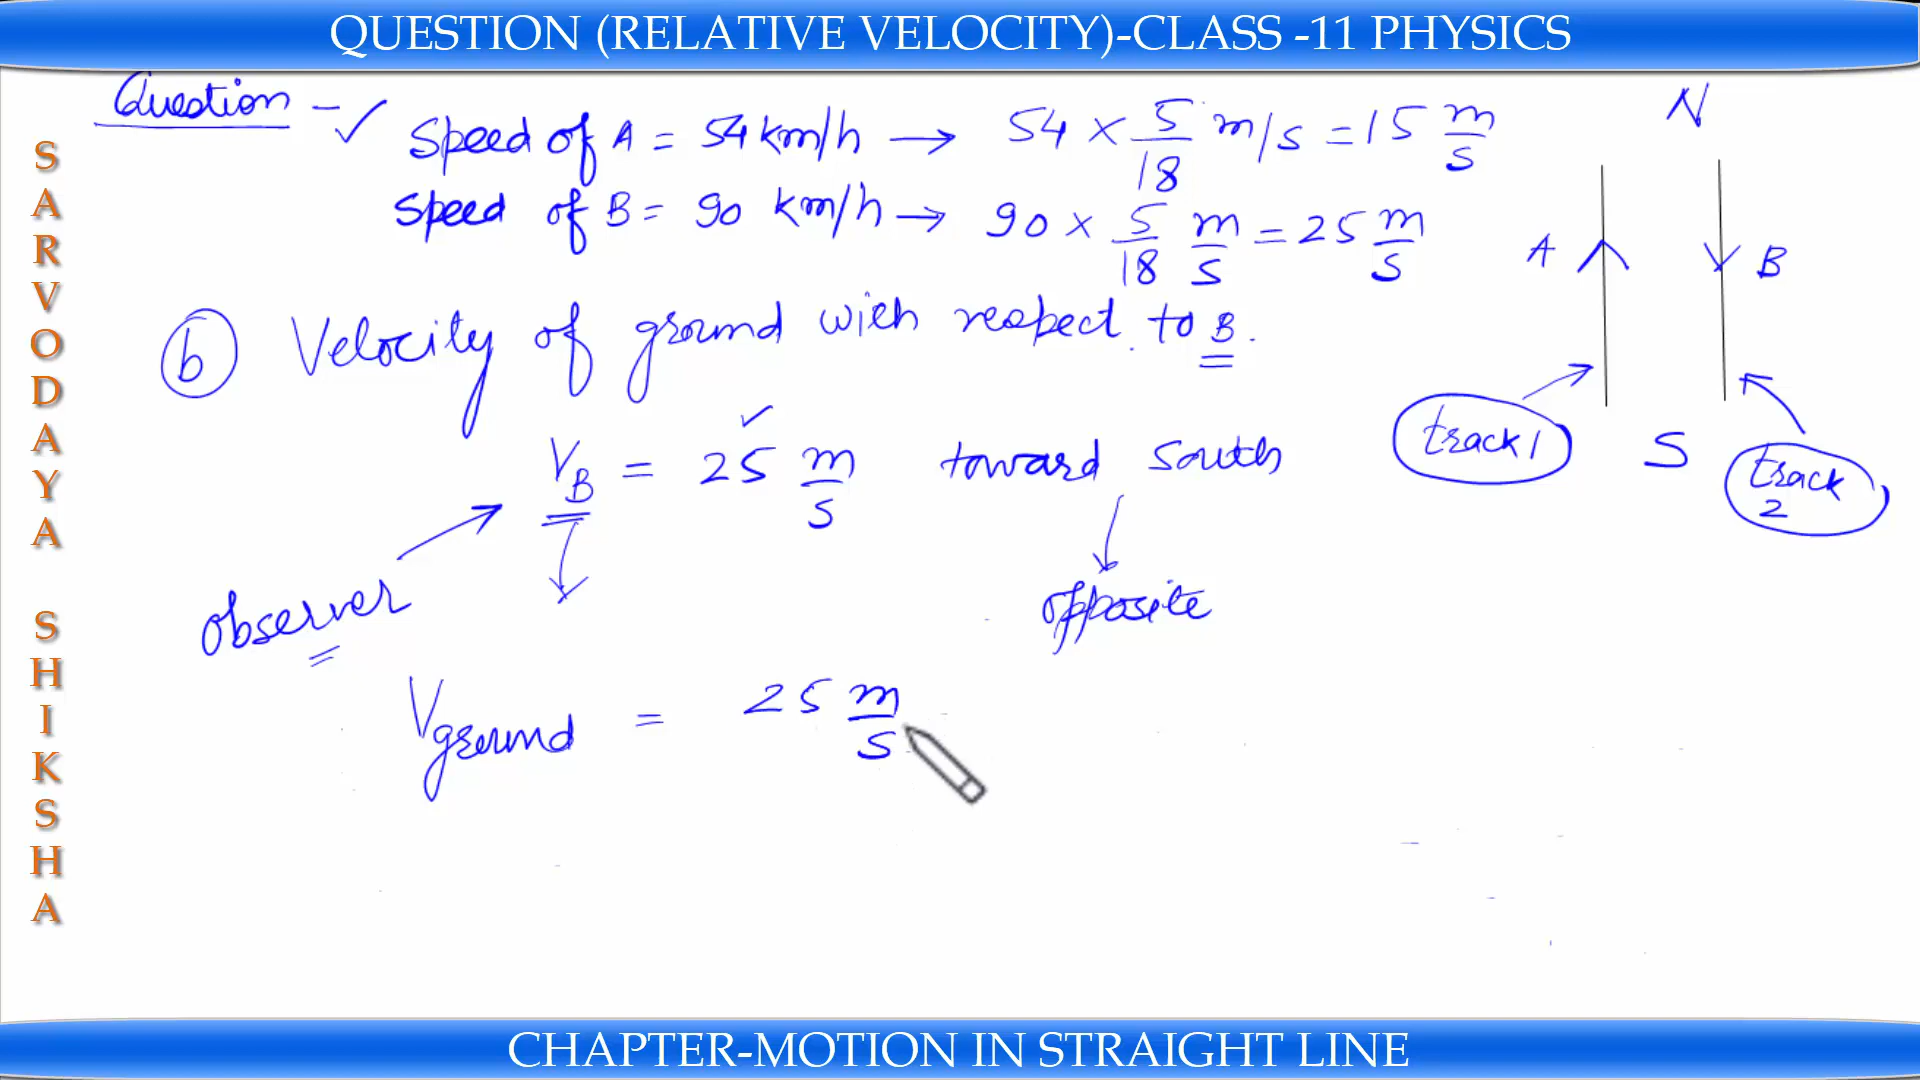 QUESTION (RELATIVE VELOCITY)-CLASS -11 PHYSICS
SARVODAYA SHIKSHA
Question - ✓ Speed of A = 54 km/h → 54 × 5/18 m/s = 15 m/s
Speed of B = 90 km/h → 90 × 5/18 m/s = 25 m/s
N
A
B
(b) Velocity of ground with respect to B.
track 1
S
track 2
V_B = 25 m/s toward south
observer
opposite
V_ground = 25 m/s
CHAPTER-MOTION IN STRAIGHT LINE